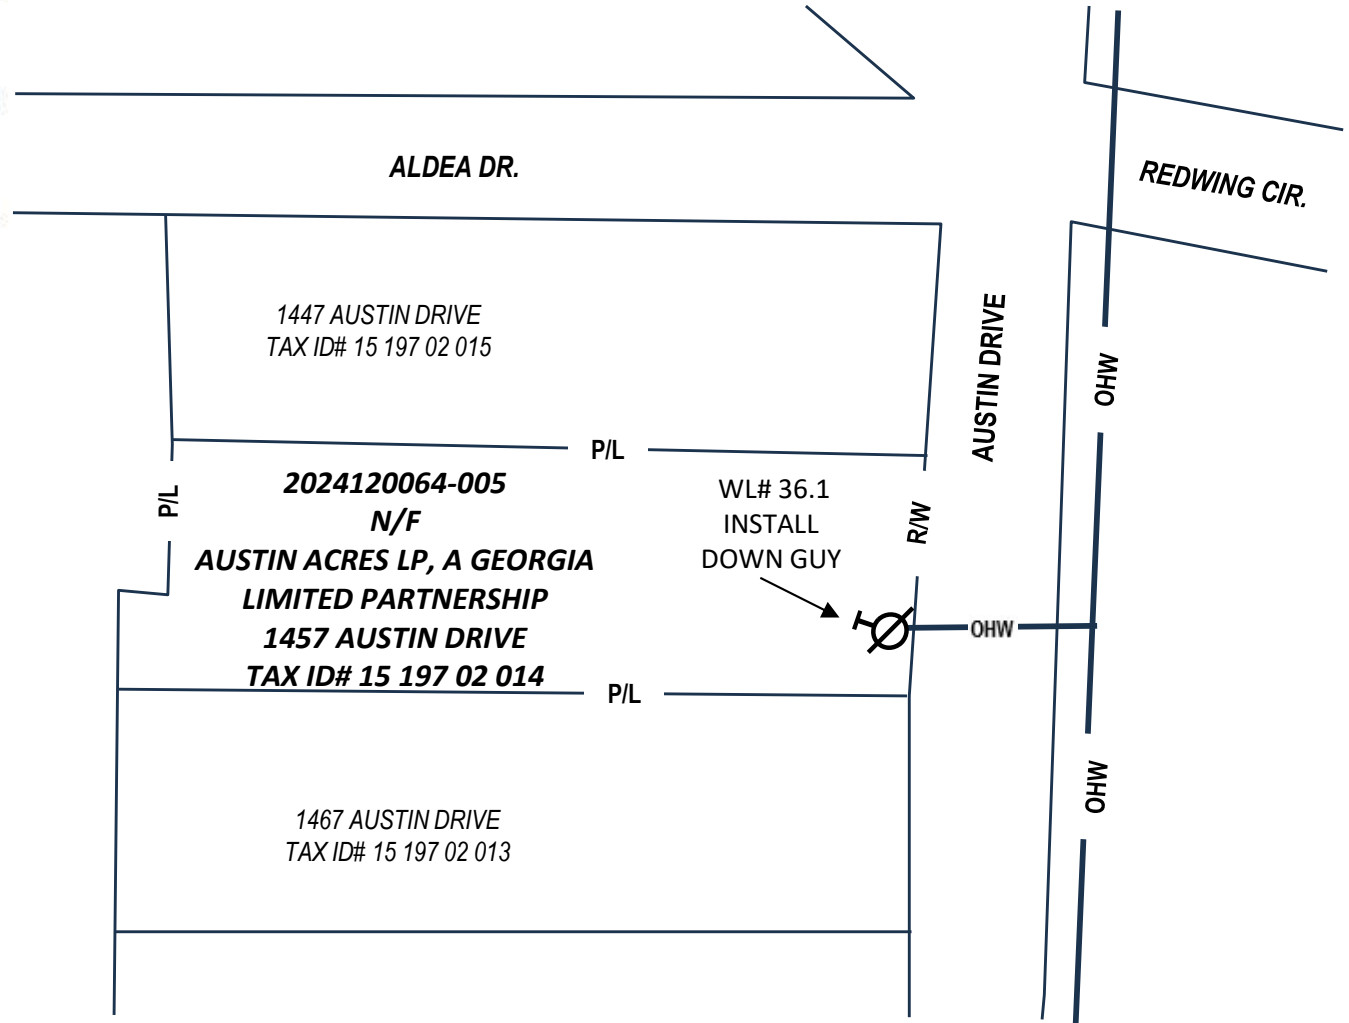 ALDEA DR.
REDWING CIR.
1447 AUSTIN DRIVE
TAX ID# 15 197 02 015
AUSTIN DRIVE
OHW
P/L
P/L
2024120064-005
N/F
AUSTIN ACRES LP, A GEORGIA
LIMITED PARTNERSHIP
1457 AUSTIN DRIVE
TAX ID# 15 197 02 014
WL# 36.1
INSTALL
DOWN GUY
R/W
OHW
P/L
OHW
1467 AUSTIN DRIVE
TAX ID# 15 197 02 013